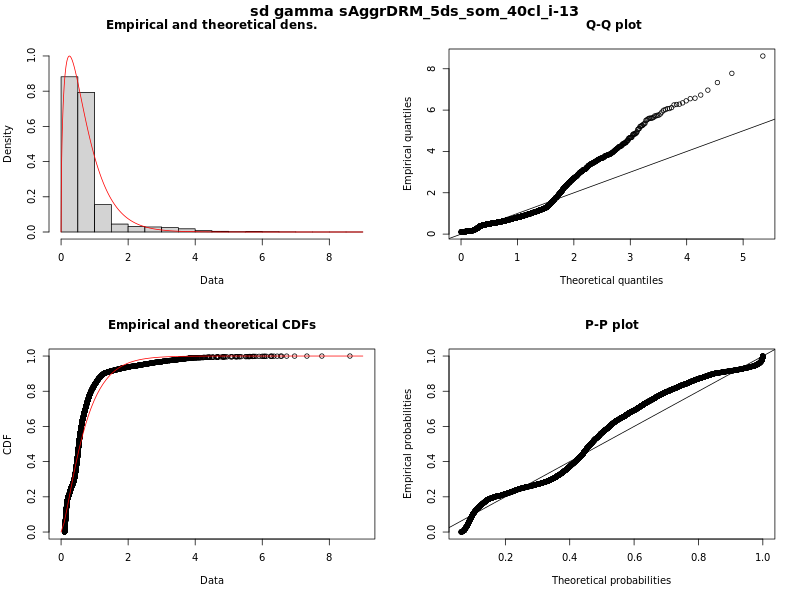 sd gamma sAggrDRM_5ds_som_40cl_i-13
Empirical and theoretical dens.
Density
0.0 0.2 0.4 0.6 0.8 1.0
0 2 4 6 8
Data
Q-Q plot
Empirical quantiles
0 2 4 6 8
0 1 2 3 4 5
Theoretical quantiles
Empirical and theoretical CDFs
CDF
0.0 0.2 0.4 0.6 0.8 1.0
0 2 4 6 8
Data
P-P plot
Empirical probabilities
0.0 0.2 0.4 0.6 0.8 1.0
0.2 0.4 0.6 0.8 1.0
Theoretical probabilities